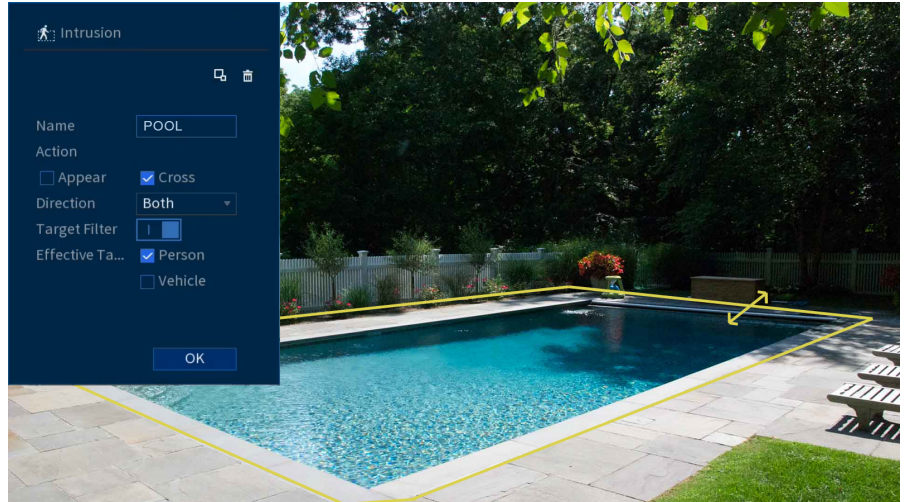 Intrusion
Name POOL
Action
Appear Cross
Direction Both
Target Filter
Effective Ta... Person
Vehicle
OK